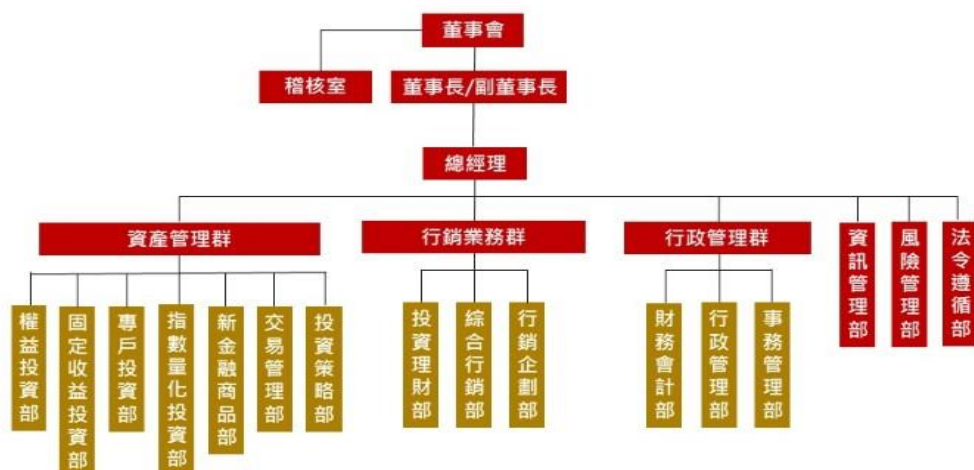 董事會
稽核室
董事長/副董事長
總經理
資產管理群
行銷業務群
行政管理群
資訊管理部
風險管理部
法令遵循部
權益投資部
固定收益投資部
專戶投資部
指數量化投資部
新金融商品部
交易管理部
投資策略部
投資理財部
綜合行銷部
行銷企劃部
財務會計部
行政管理部
事務管理部